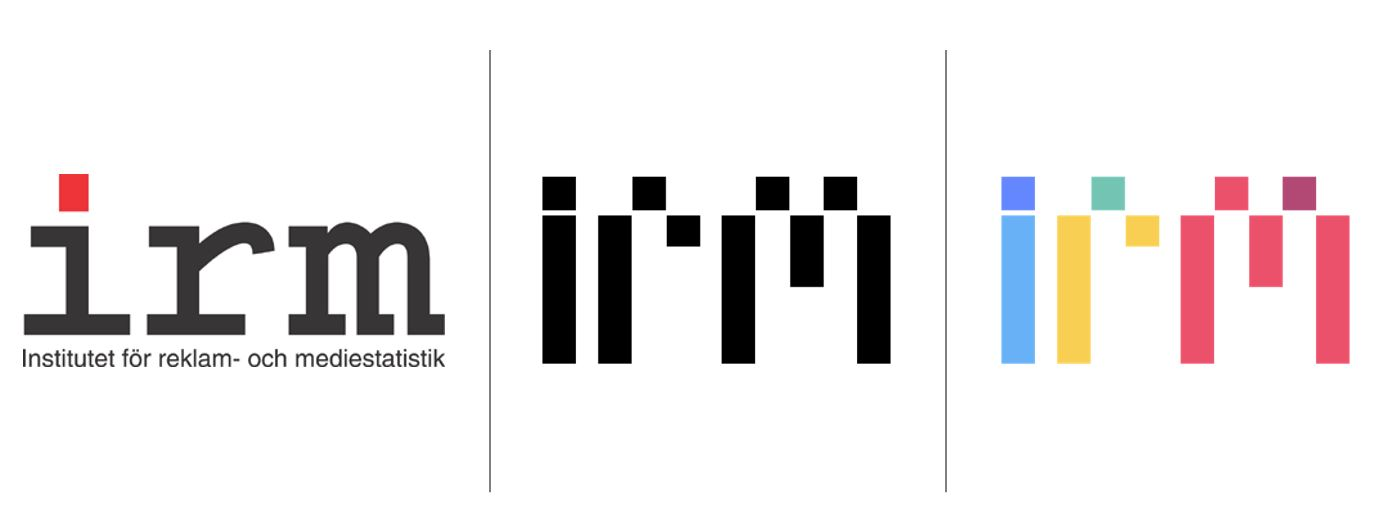 irm
Institutet för reklam- och mediestatistik
irm
irm